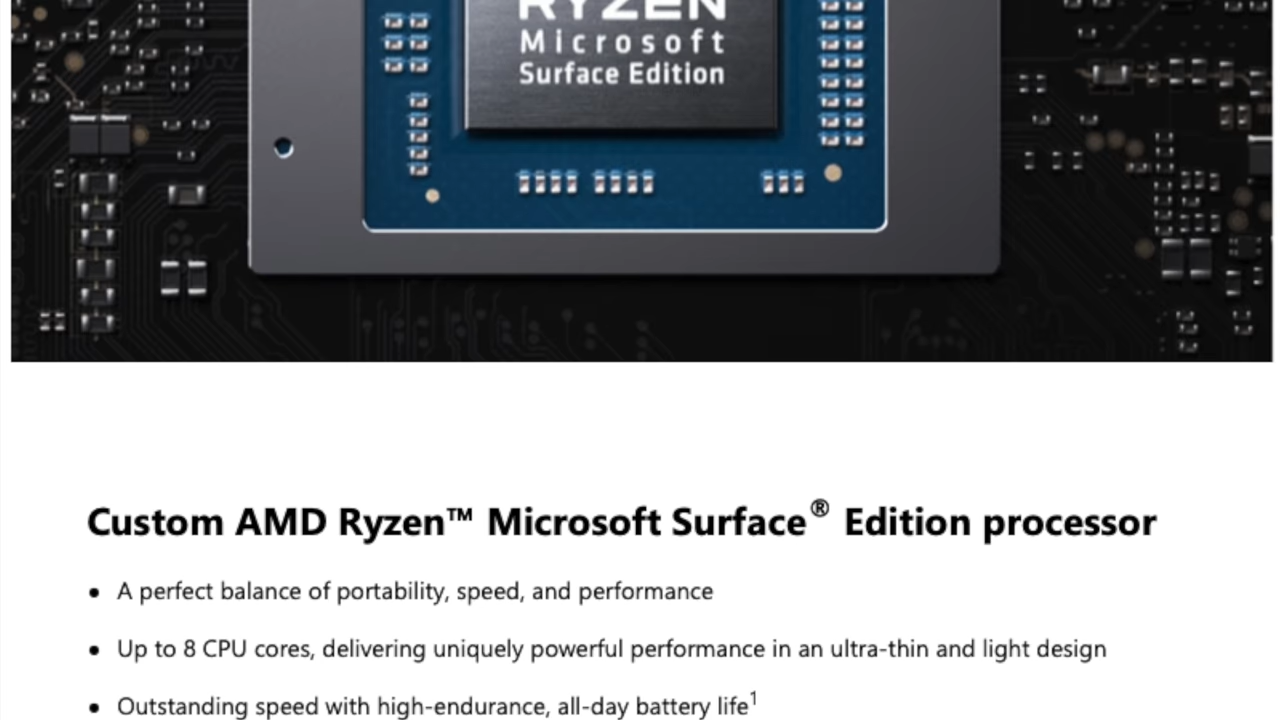 RYZEN
Microsoft
Surface Edition
Custom AMD Ryzen™ Microsoft Surface® Edition processor
• A perfect balance of portability, speed, and performance
• Up to 8 CPU cores, delivering uniquely powerful performance in an ultra-thin and light design
• Outstanding speed with high-endurance, all-day battery life¹